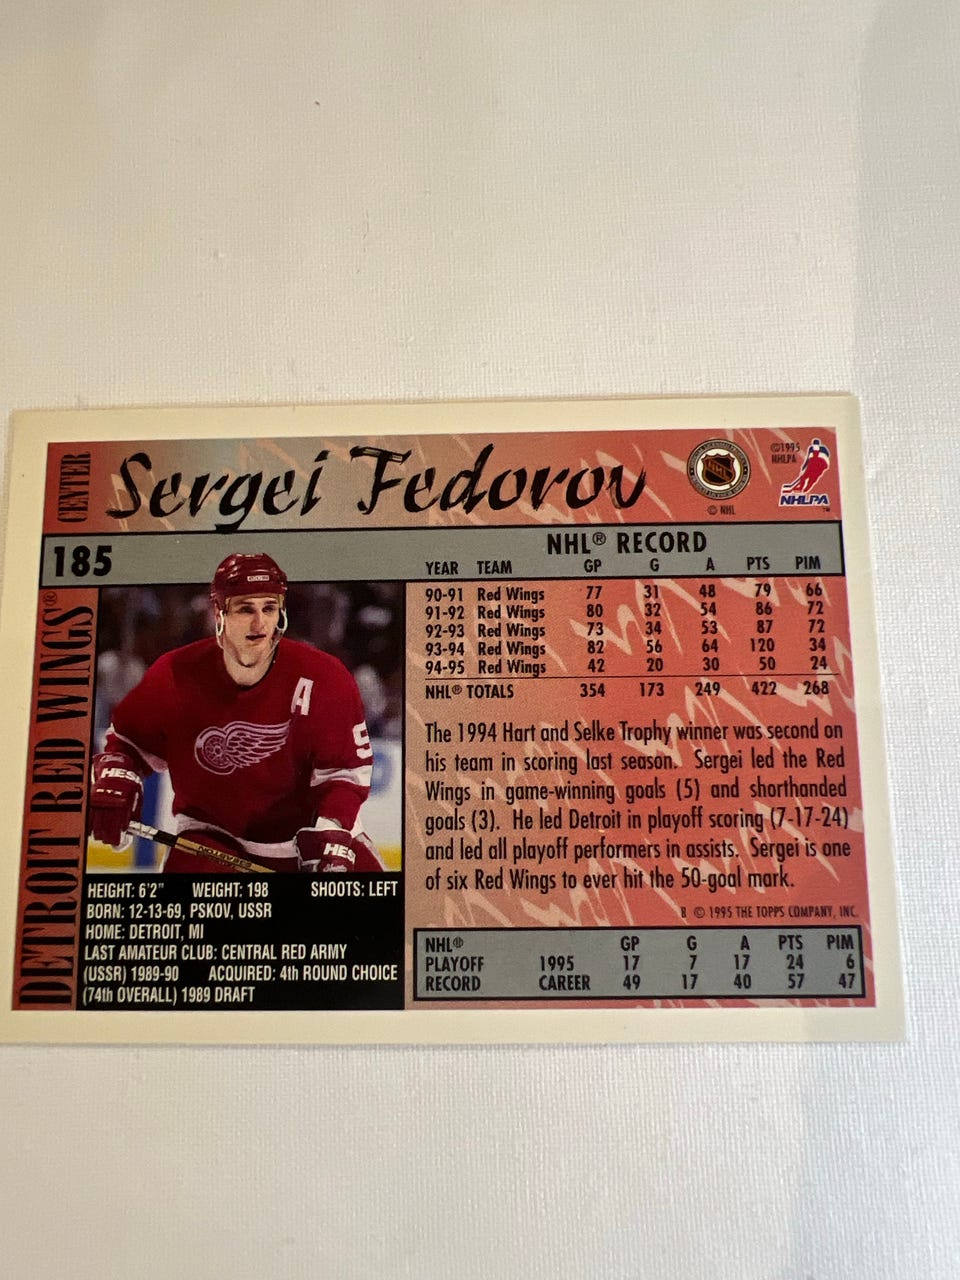 CENTER
Sergei Fedorov
NHL
© NHL
©1995
NHLPA
NHLPA
™
185
DETROIT RED WINGS®
A
HES
HES
NHL® RECORD
YEAR TEAM GP G A PTS PIM
90-91 Red Wings 77 31 48 79 66
91-92 Red Wings 80 32 54 86 72
92-93 Red Wings 73 34 53 87 72
93-94 Red Wings 82 56 64 120 34
94-95 Red Wings 42 20 30 50 24
NHL® TOTALS 354 173 249 422 268
The 1994 Hart and Selke Trophy winner was second on
his team in scoring last season. Sergei led the Red
Wings in game-winning goals (5) and shorthanded
goals (3). He led Detroit in playoff scoring (7-17-24)
and led all playoff performers in assists. Sergei is one
of six Red Wings to ever hit the 50-goal mark.
8 © 1995 THE TOPPS COMPANY, INC.
HEIGHT: 6'2" WEIGHT: 198 SHOOTS: LEFT
BORN: 12-13-69, PSKOV, USSR
HOME: DETROIT, MI
LAST AMATEUR CLUB: CENTRAL RED ARMY
(USSR) 1989-90 ACQUIRED: 4th ROUND CHOICE
(74th OVERALL) 1989 DRAFT
NHL® GP G A PTS PIM
PLAYOFF 1995 17 7 17 24 6
RECORD CAREER 49 17 40 57 47